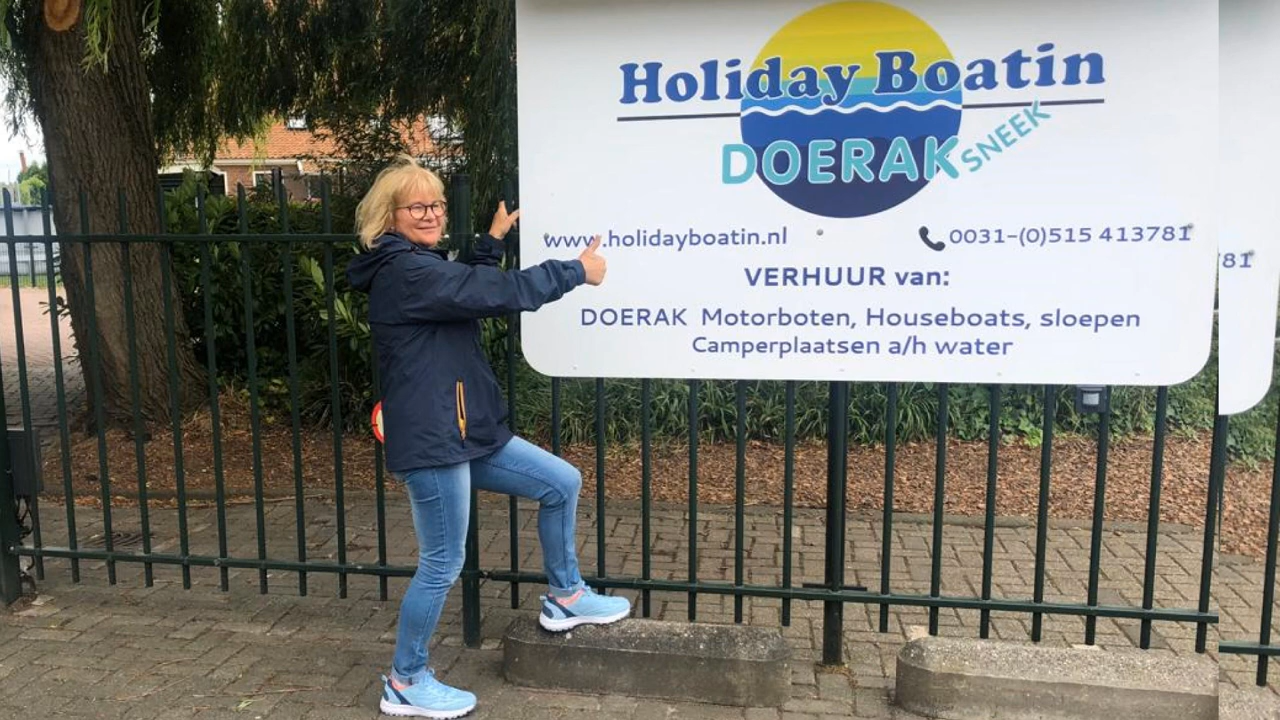 Holiday Boatin
DOERAK SNEEK
www.holidayboatin.nl
0031-(0)515 413781
81
VERHUUR van:
DOERAK Motorboten, Houseboats, sloepen
Camperplaatsen a/h water